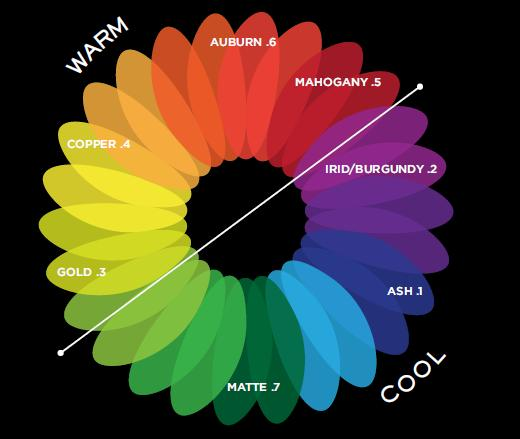 WARM
AUBURN .6
MAHOGANY .5
COPPER .4
IRID/BURGUNDY .2
GOLD .3
ASH .1
MATTE .7
COOL